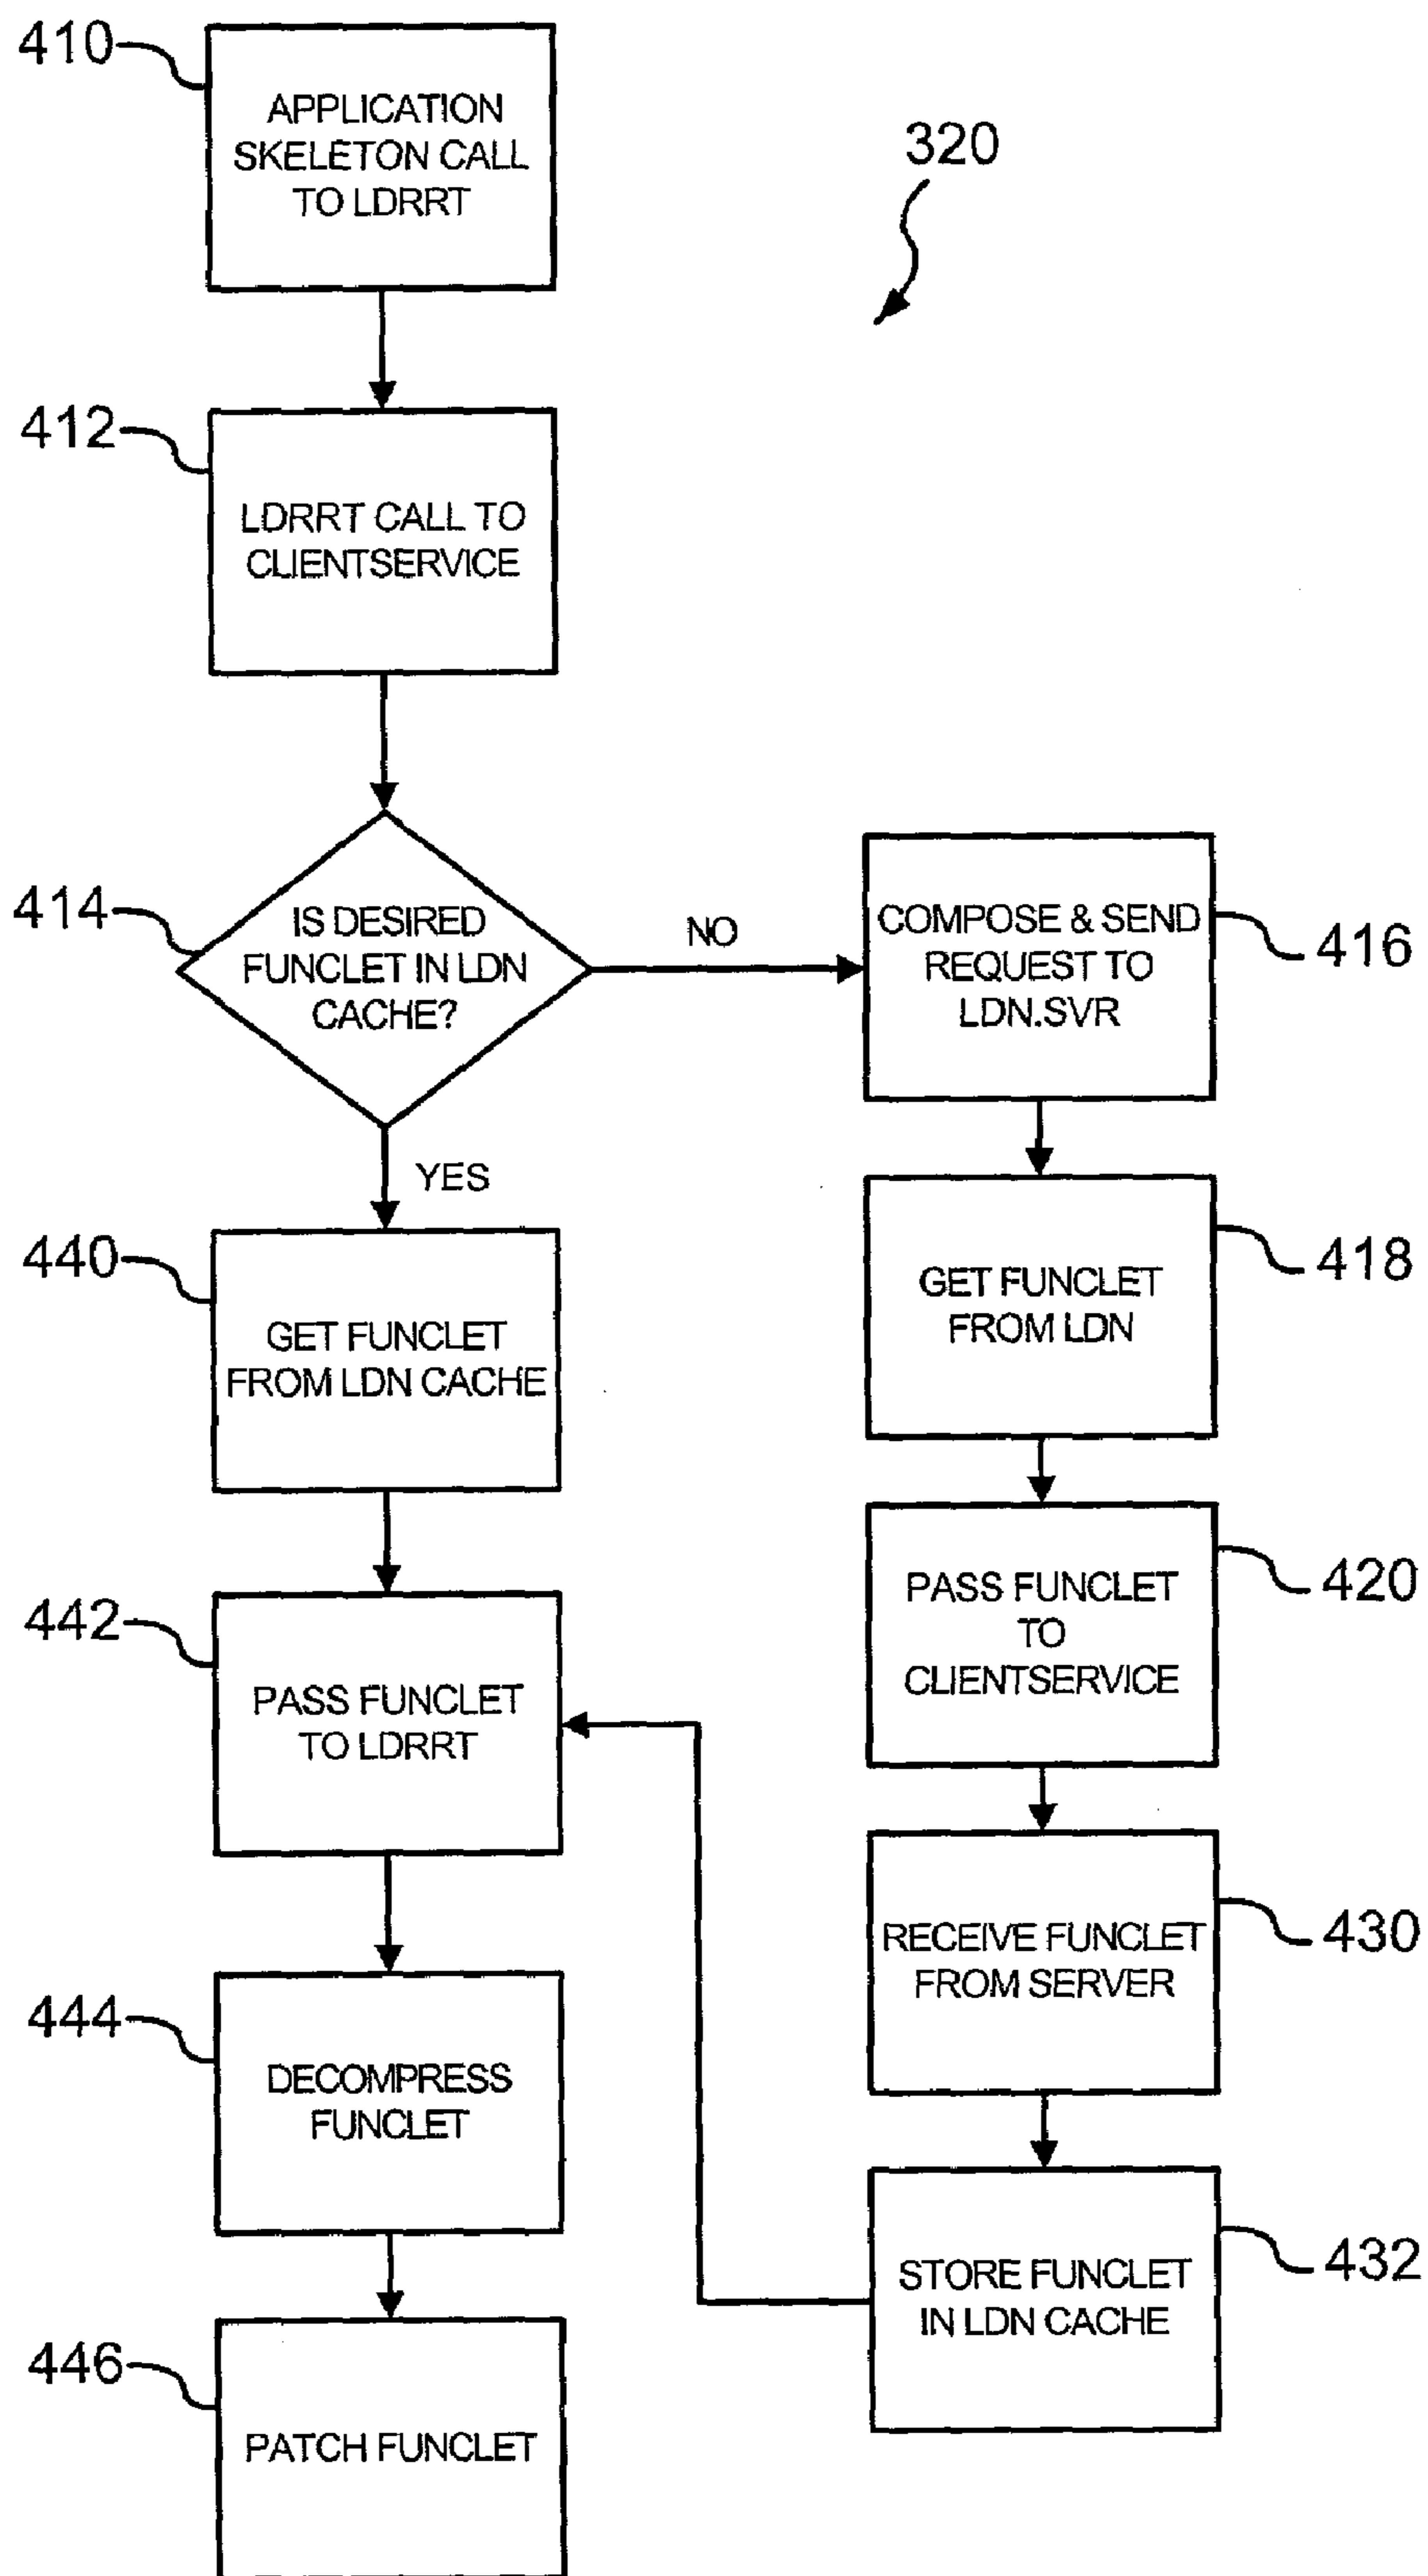 410
APPLICATION
SKELETON CALL
TO LDRRT
320
412
LDRRT CALL TO
CLIENTSERVICE
414
IS DESIRED
FUNCLET IN LDN
CACHE?
NO
COMPOSE & SEND
REQUEST TO
LDN.SVR
416
YES
440
GET FUNCLET
FROM LDN CACHE
GET FUNCLET
FROM LDN
418
442
PASS FUNCLET
TO LDRRT
PASS FUNCLET
TO
CLIENTSERVICE
420
RECEIVE FUNCLET
FROM SERVER
430
444
DECOMPRESS
FUNCLET
STORE FUNCLET
IN LDN CACHE
432
446
PATCH FUNCLET